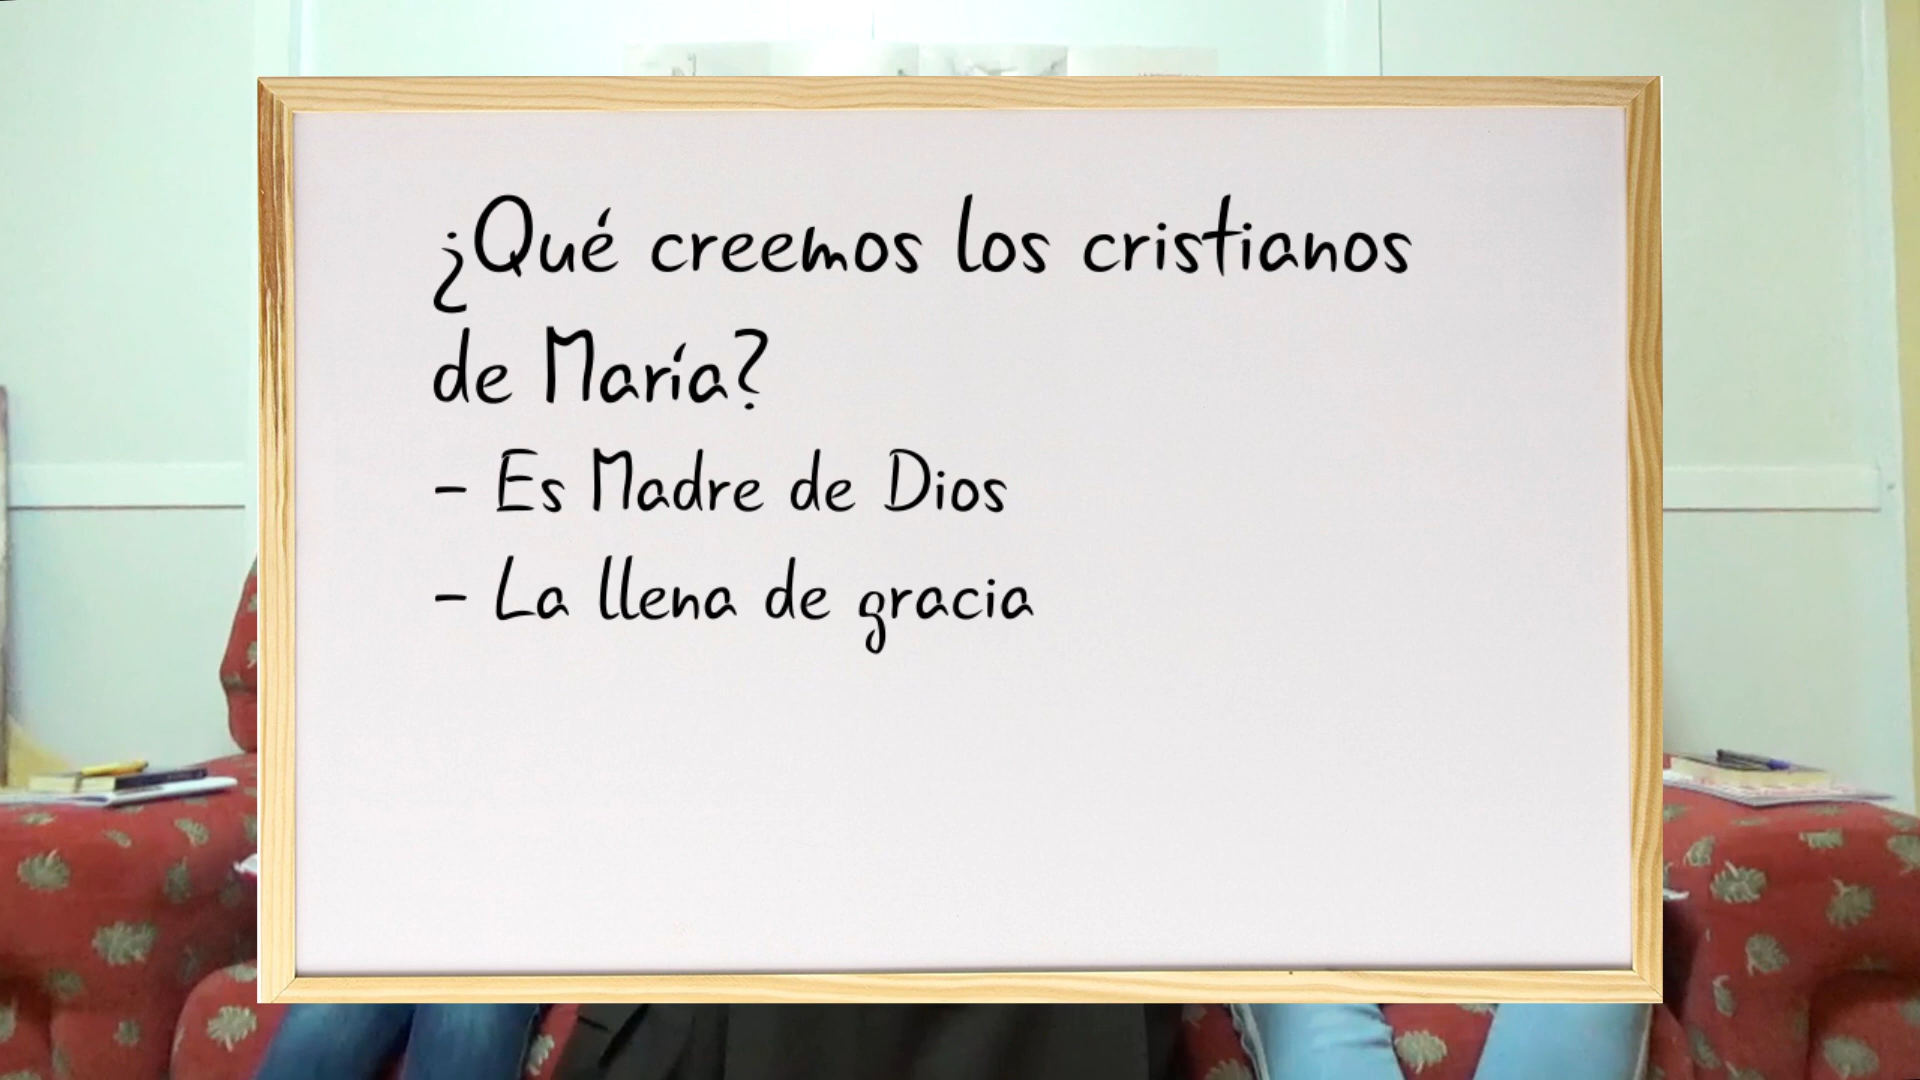 ¿Qué creemos los cristianos
de María?
- Es Madre de Dios
- La llena de gracia